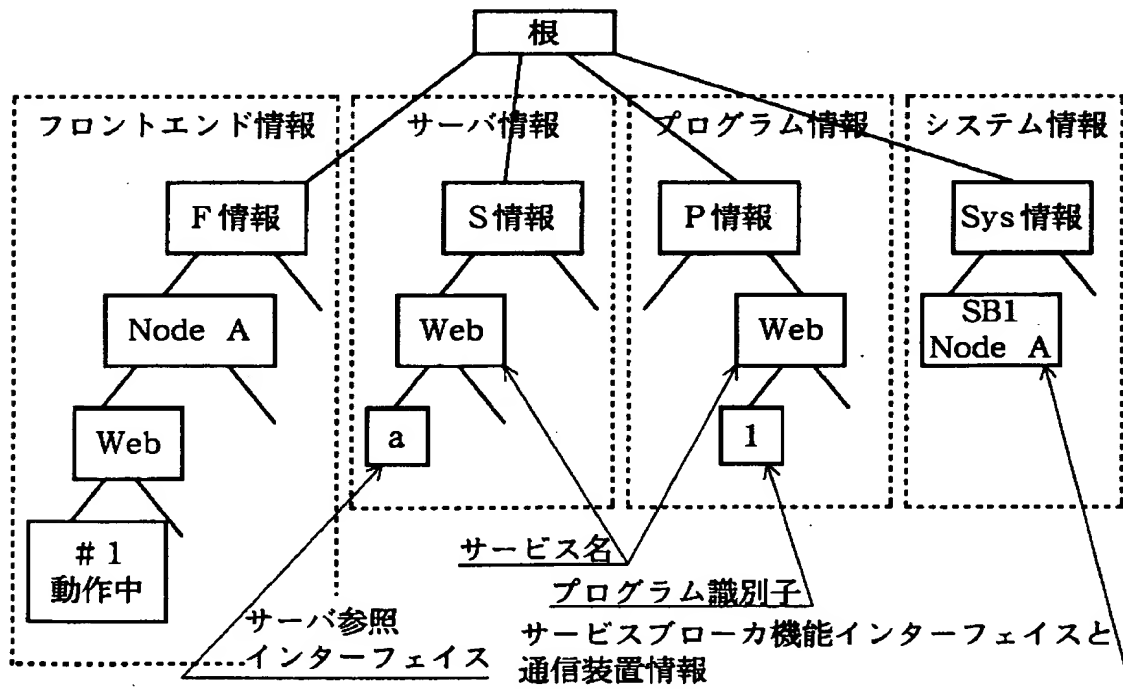 根
フロントエンド情報
サーバ情報
プログラム情報
システム情報
F情報
S情報
P情報
Sys情報
Node A
Web
Web
SB1
Node A
Web
a
1
#1
動作中
サービス名
プログラム識別子
サーバ参照
インターフェイス
サービスブローカ機能インターフェイスと
通信装置情報